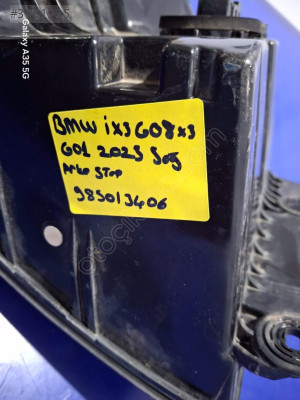 BMW ix3 G08 x3
G01 2023 Sağ
Arka STOP
985013406
Galaxy A35 5G